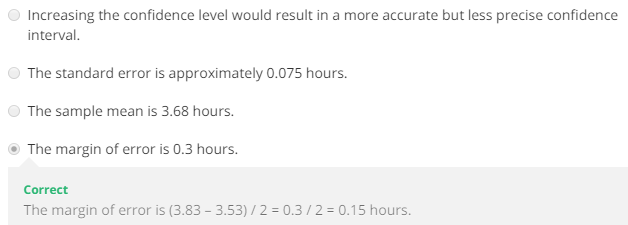 Increasing the confidence level would result in a more accurate but less precise confidence
interval.
The standard error is approximately 0.075 hours.
The sample mean is 3.68 hours.
The margin of error is 0.3 hours.
Correct
The margin of error is (3.83 – 3.53) / 2 = 0.3 / 2 = 0.15 hours.